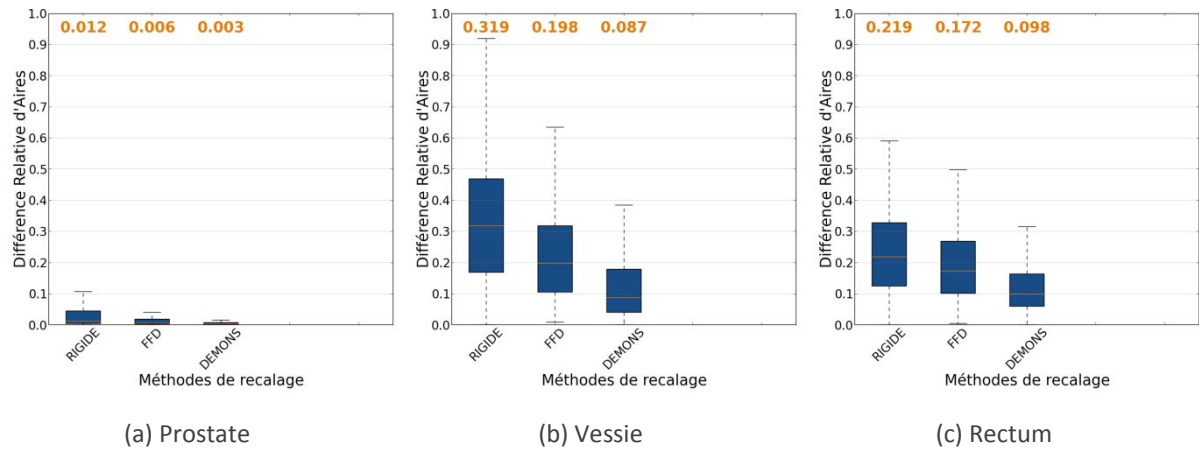 0.012 0.006 0.003
1.0
0.9
0.8
0.7
0.6
0.5
0.4
0.3
0.2
0.1
0.0
Différence Relative d'Aires
RIGIDE
FFD
DEMONS
Méthodes de recalage
(a) Prostate
0.319 0.198 0.087
1.0
0.9
0.8
0.7
0.6
0.5
0.4
0.3
0.2
0.1
0.0
Différence Relative d'Aires
RIGIDE
FFD
DEMONS
Méthodes de recalage
(b) Vessie
0.219 0.172 0.098
1.0
0.9
0.8
0.7
0.6
0.5
0.4
0.3
0.2
0.1
0.0
Différence Relative d'Aires
RIGIDE
FFD
DEMONS
Méthodes de recalage
(c) Rectum